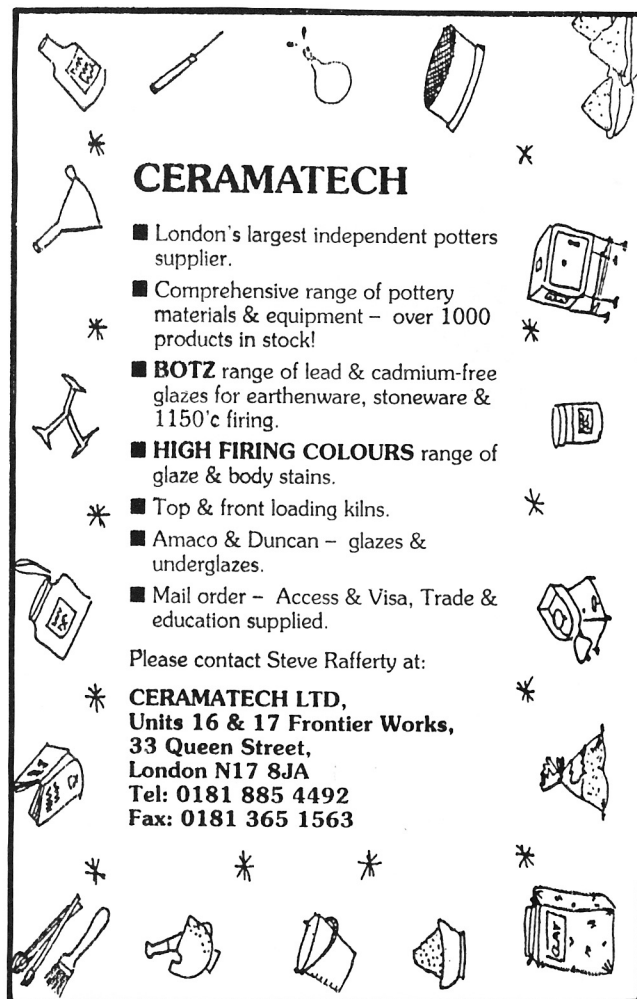 CERAMATECH
■ London's largest independent potters
supplier.
■ Comprehensive range of pottery
materials & equipment – over 1000
products in stock!
■ BOTZ range of lead & cadmium-free
glazes for earthenware, stoneware &
1150'c firing.
■ HIGH FIRING COLOURS range of
glaze & body stains.
■ Top & front loading kilns.
■ Amaco & Duncan – glazes &
underglazes.
■ Mail order – Access & Visa, Trade &
education supplied.
Please contact Steve Rafferty at:
CERAMATECH LTD,
Units 16 & 17 Frontier Works,
33 Queen Street,
London N17 8JA
Tel: 0181 885 4492
Fax: 0181 365 1563
CLAY